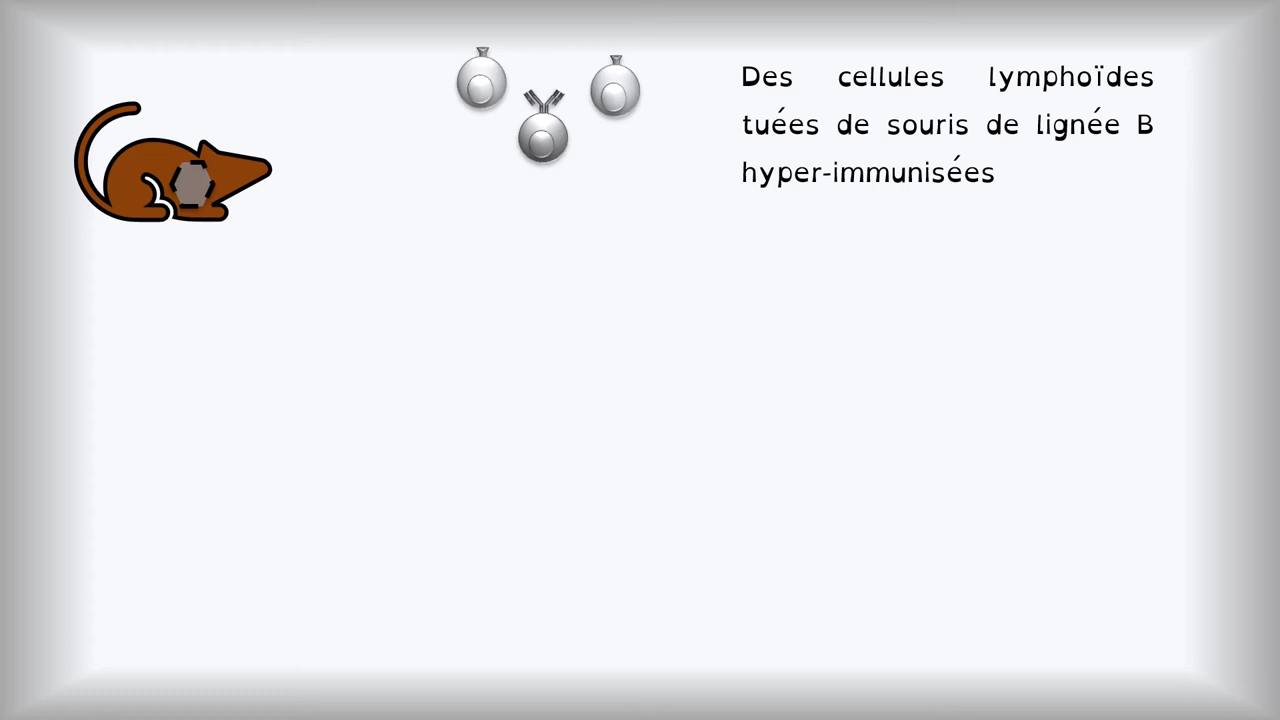 Des cellules lymphoïdes
tuées de souris de lignée B
hyper-immunisées